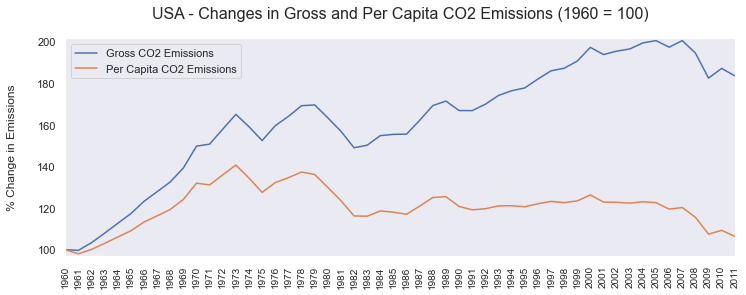 USA - Changes in Gross and Per Capita CO2 Emissions (1960 = 100)
Gross CO2 Emissions
Per Capita CO2 Emissions
% Change in Emissions
200
180
160
140
120
100
1960 1961 1962 1963 1964 1965 1966 1967 1968 1969 1970 1971 1972 1973 1974 1975 1976 1977 1978 1979 1980 1981 1982 1983 1984 1985 1986 1987 1988 1989 1990 1991 1992 1993 1994 1995 1996 1997 1998 1999 2000 2001 2002 2003 2004 2005 2006 2007 2008 2009 2010 2011